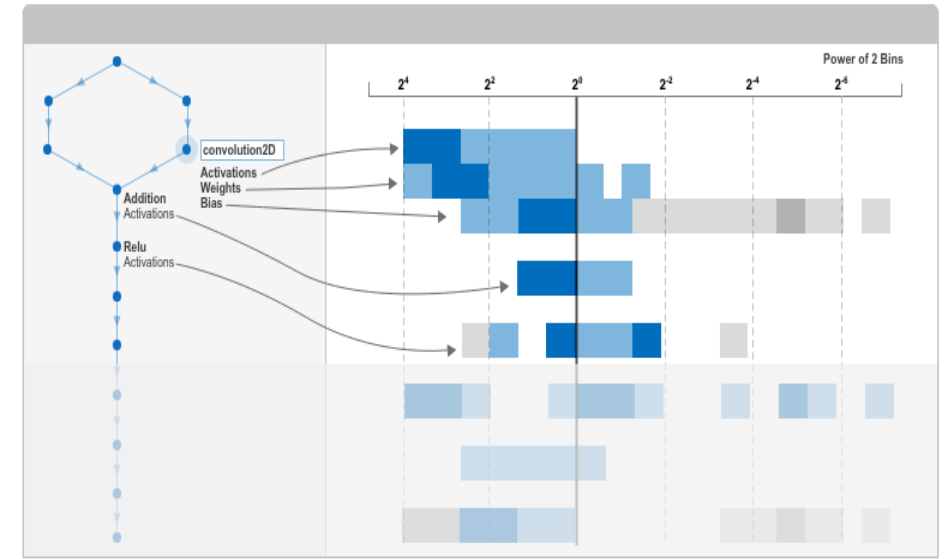 Power of 2 Bins
2⁴ 2² 2⁰ 2⁻² 2⁻⁴ 2⁻⁶
convolution2D
Activations
Weights
Bias
Addition
Activations
Relu
Activations